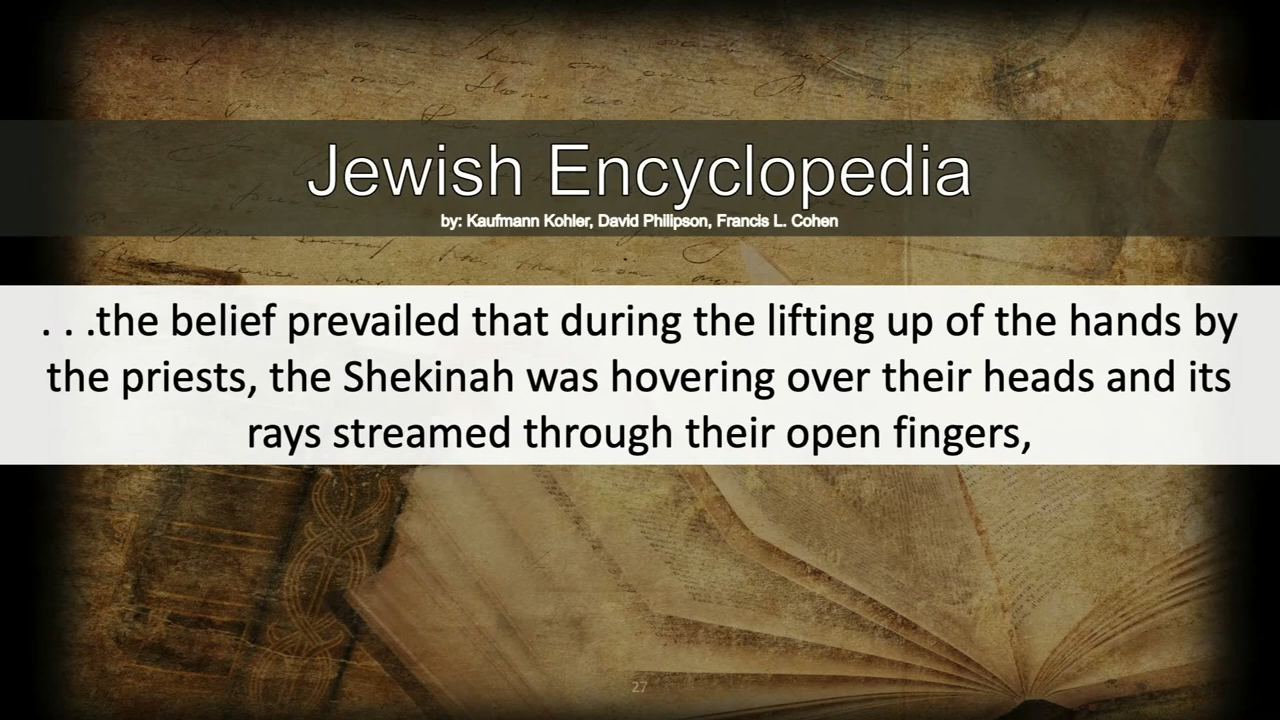 Jewish Encyclopedia
by: Kaufmann Kohler, David Philipson, Francis L. Cohen
. . .the belief prevailed that during the lifting up of the hands by
the priests, the Shekinah was hovering over their heads and its
rays streamed through their open fingers,
27